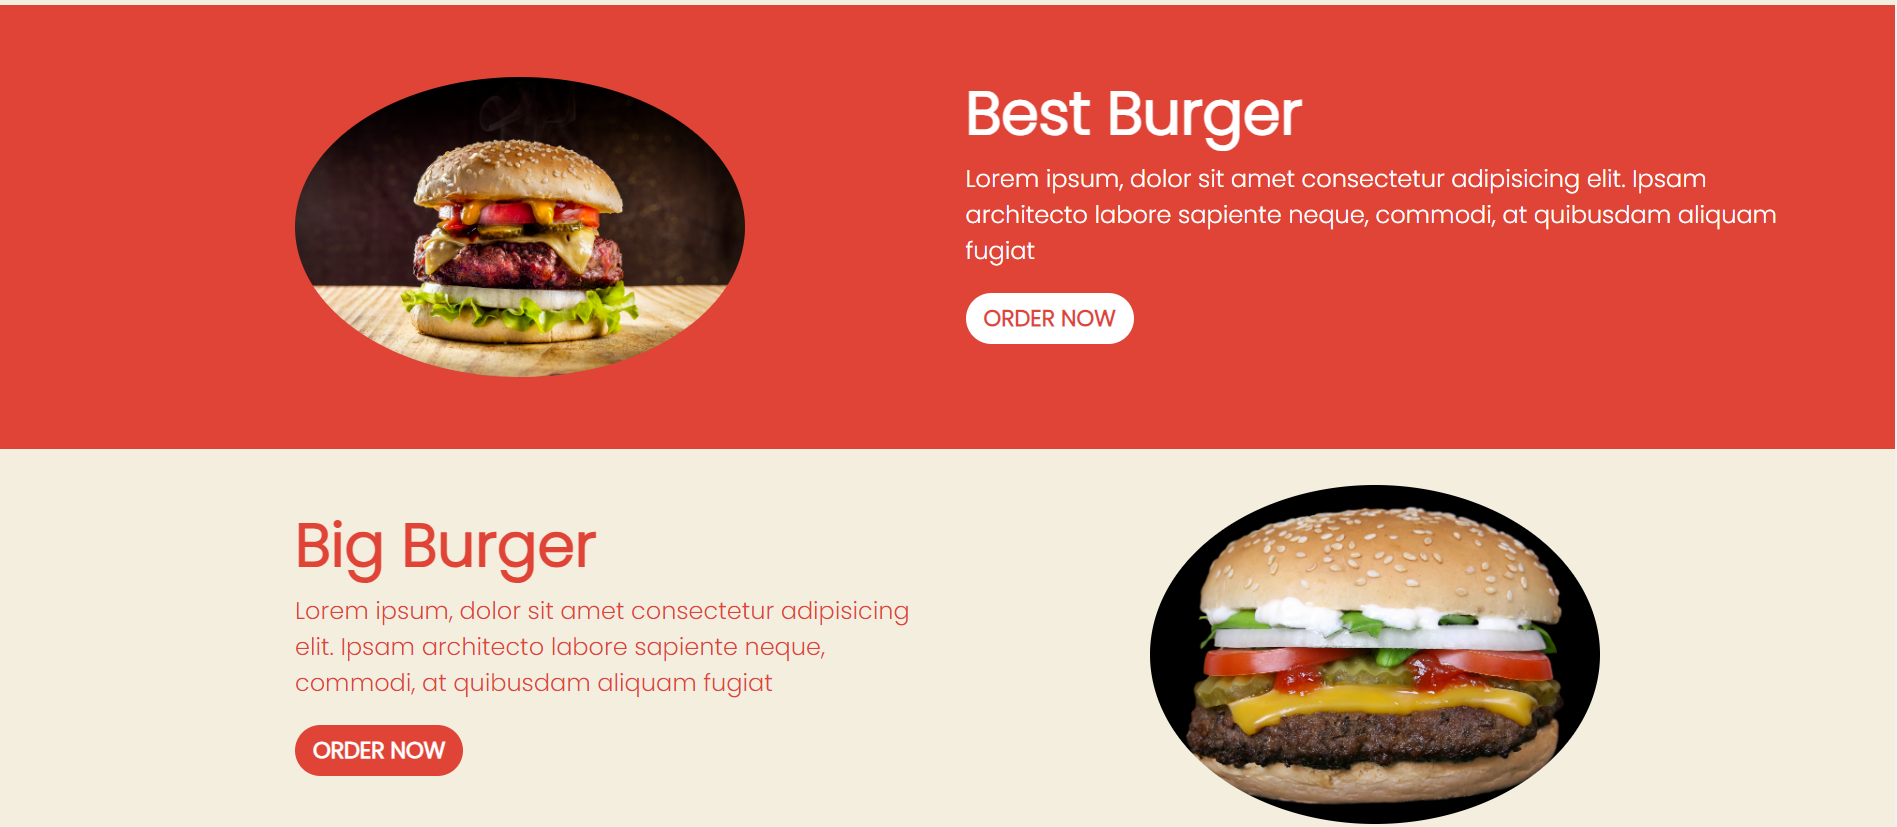 Best Burger
Lorem ipsum, dolor sit amet consectetur adipisicing elit. Ipsam
architecto labore sapiente neque, commodi, at quibusdam aliquam
fugiat
ORDER NOW
Big Burger
Lorem ipsum, dolor sit amet consectetur adipisicing
elit. Ipsam architecto labore sapiente neque,
commodi, at quibusdam aliquam fugiat
ORDER NOW